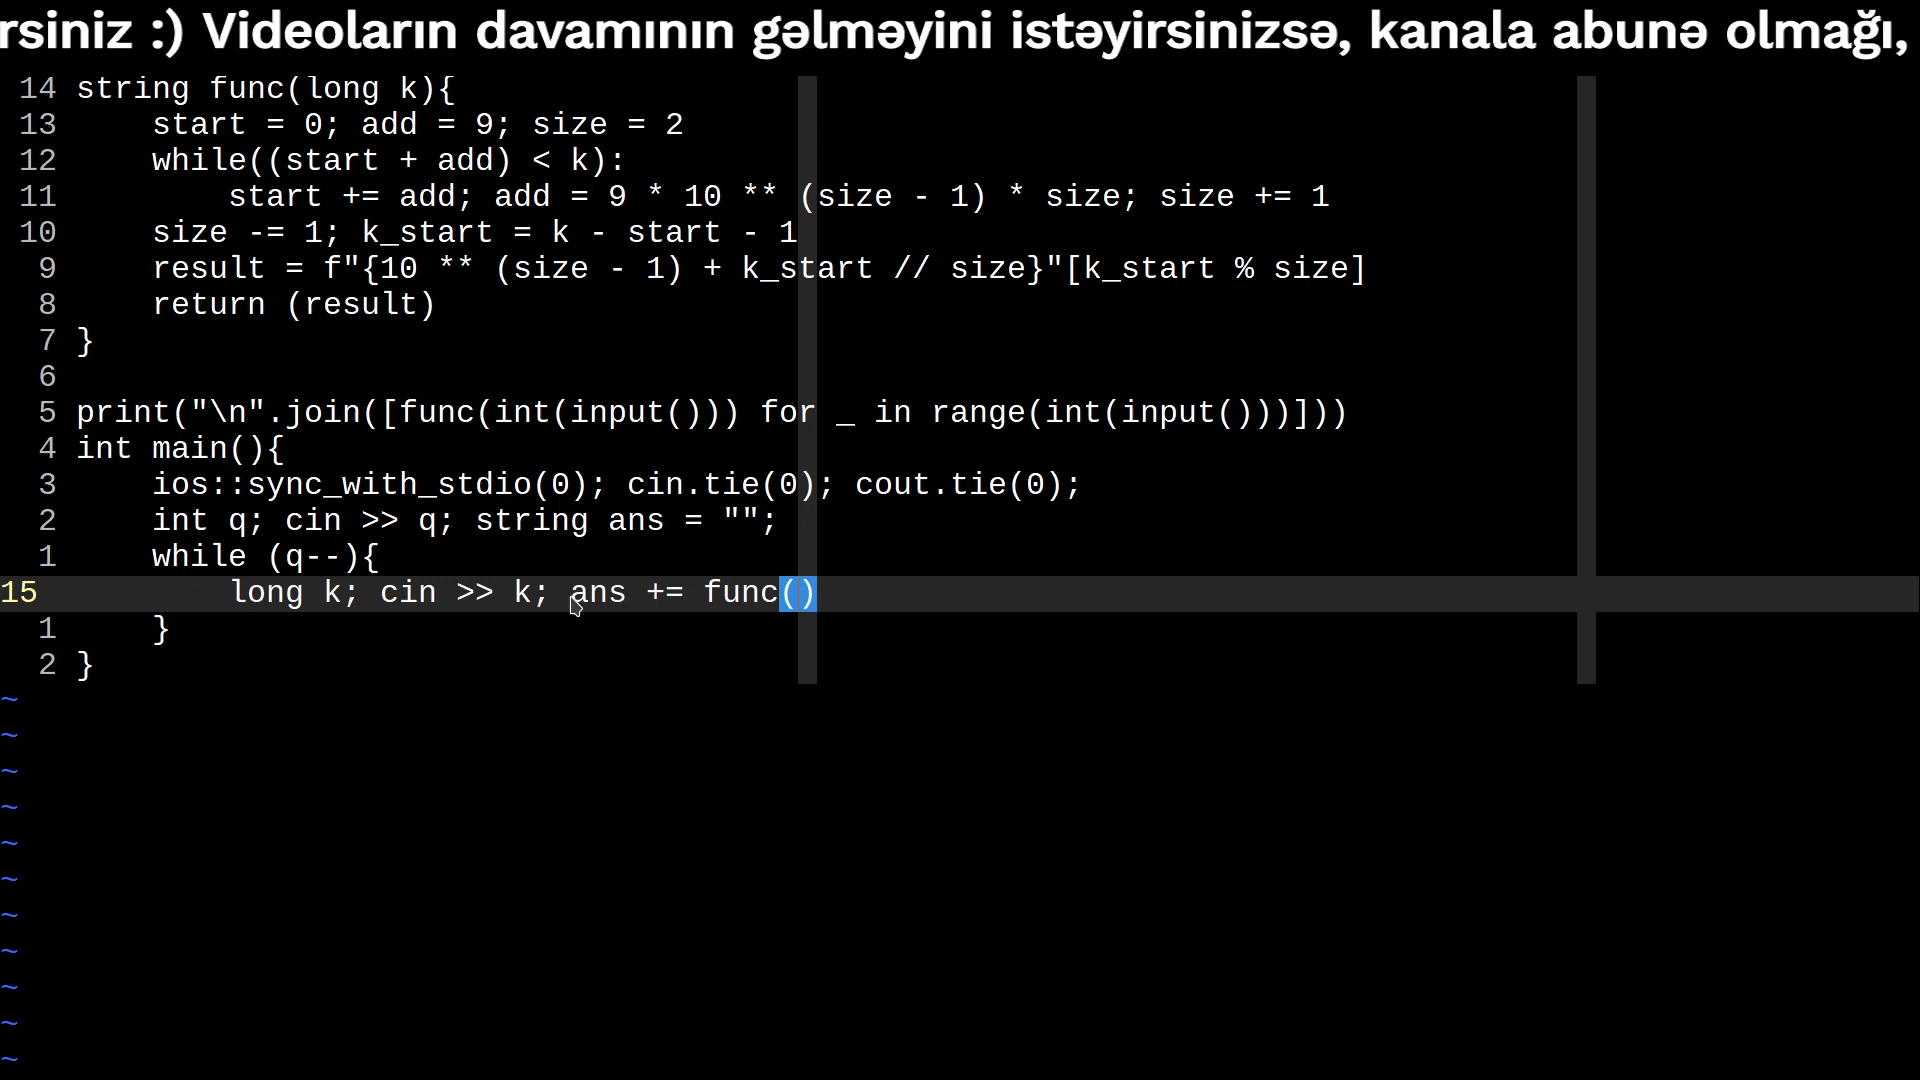 rsiniz :) Videoların davamının gəlməyini istəyirsinizsə, kanala abunə olmağı,
14 string func(long k){
13     start = 0; add = 9; size = 2
12     while((start + add) < k):
11         start += add; add = 9 * 10 ** (size - 1) * size; size += 1
10     size -= 1; k_start = k - start - 1
9     result = f"{10 ** (size - 1) + k_start // size}"[k_start % size]
8     return (result)
7 }
6
5 print("\n".join([func(int(input())) for _ in range(int(input()))]))
4 int main(){
3     ios::sync_with_stdio(0); cin.tie(0); cout.tie(0);
2     int q; cin >> q; string ans = "";
1     while (q--){
15         long k; cin >> k; ans += func()
1     }
2 }
~
~
~
~
~
~
~
~
~
~
~